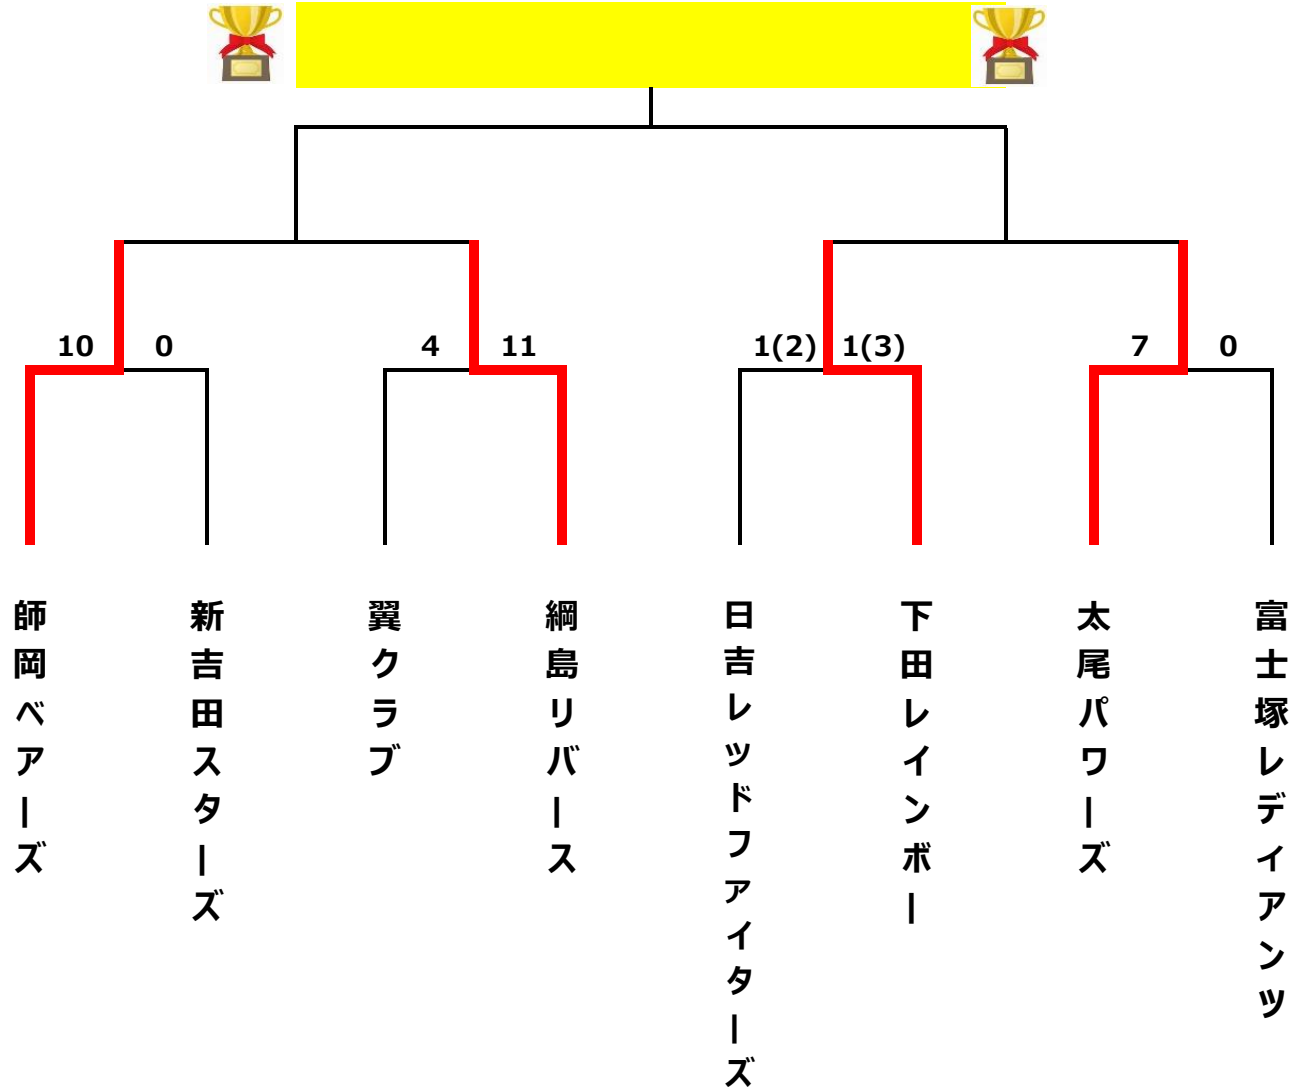 10 0 4 11 1(2) 1(3) 7 0
師岡ベアーズ
新吉田スターズ
翼クラブ
綱島リバース
日吉レッドファイターズ
下田レインボー
太尾パワーズ
富士塚レディアンツ